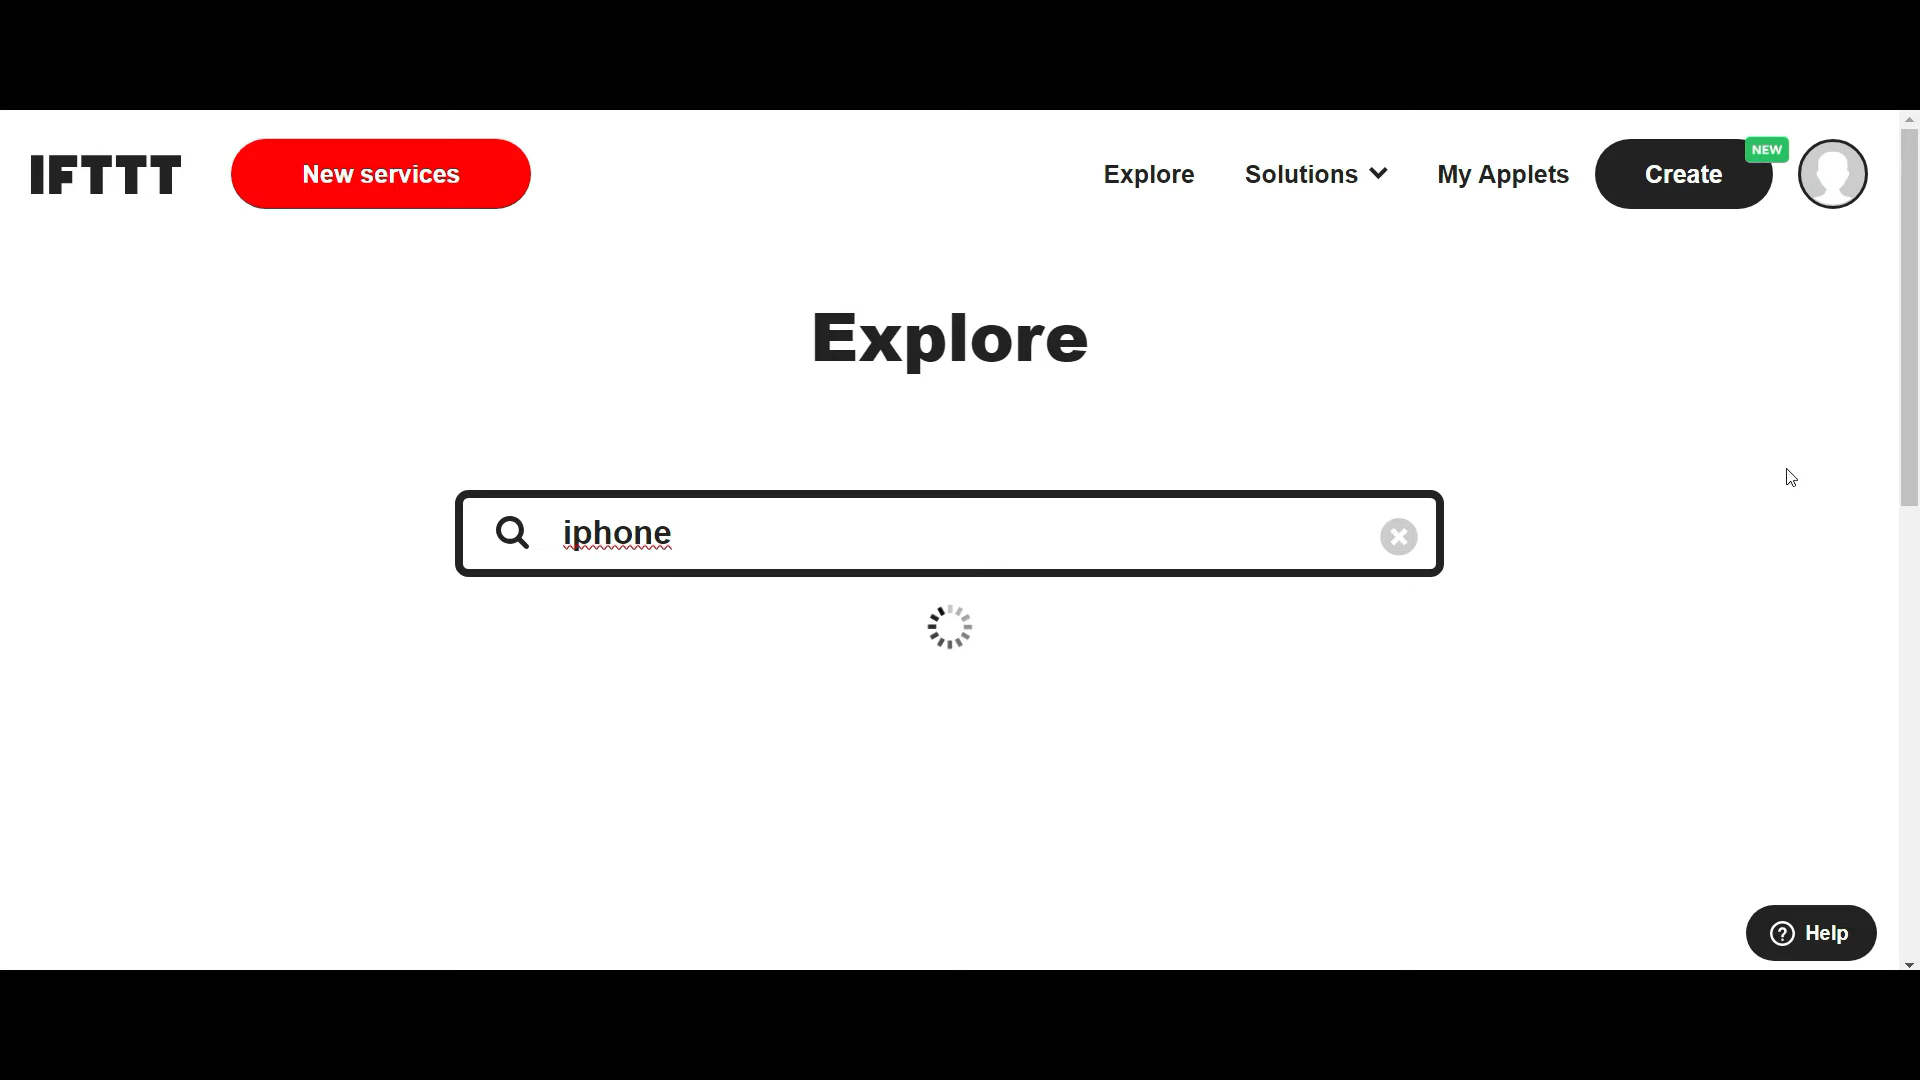 IFTTT
New services
Explore
Solutions
My Applets
Create
NEW
Explore
iphone
Help